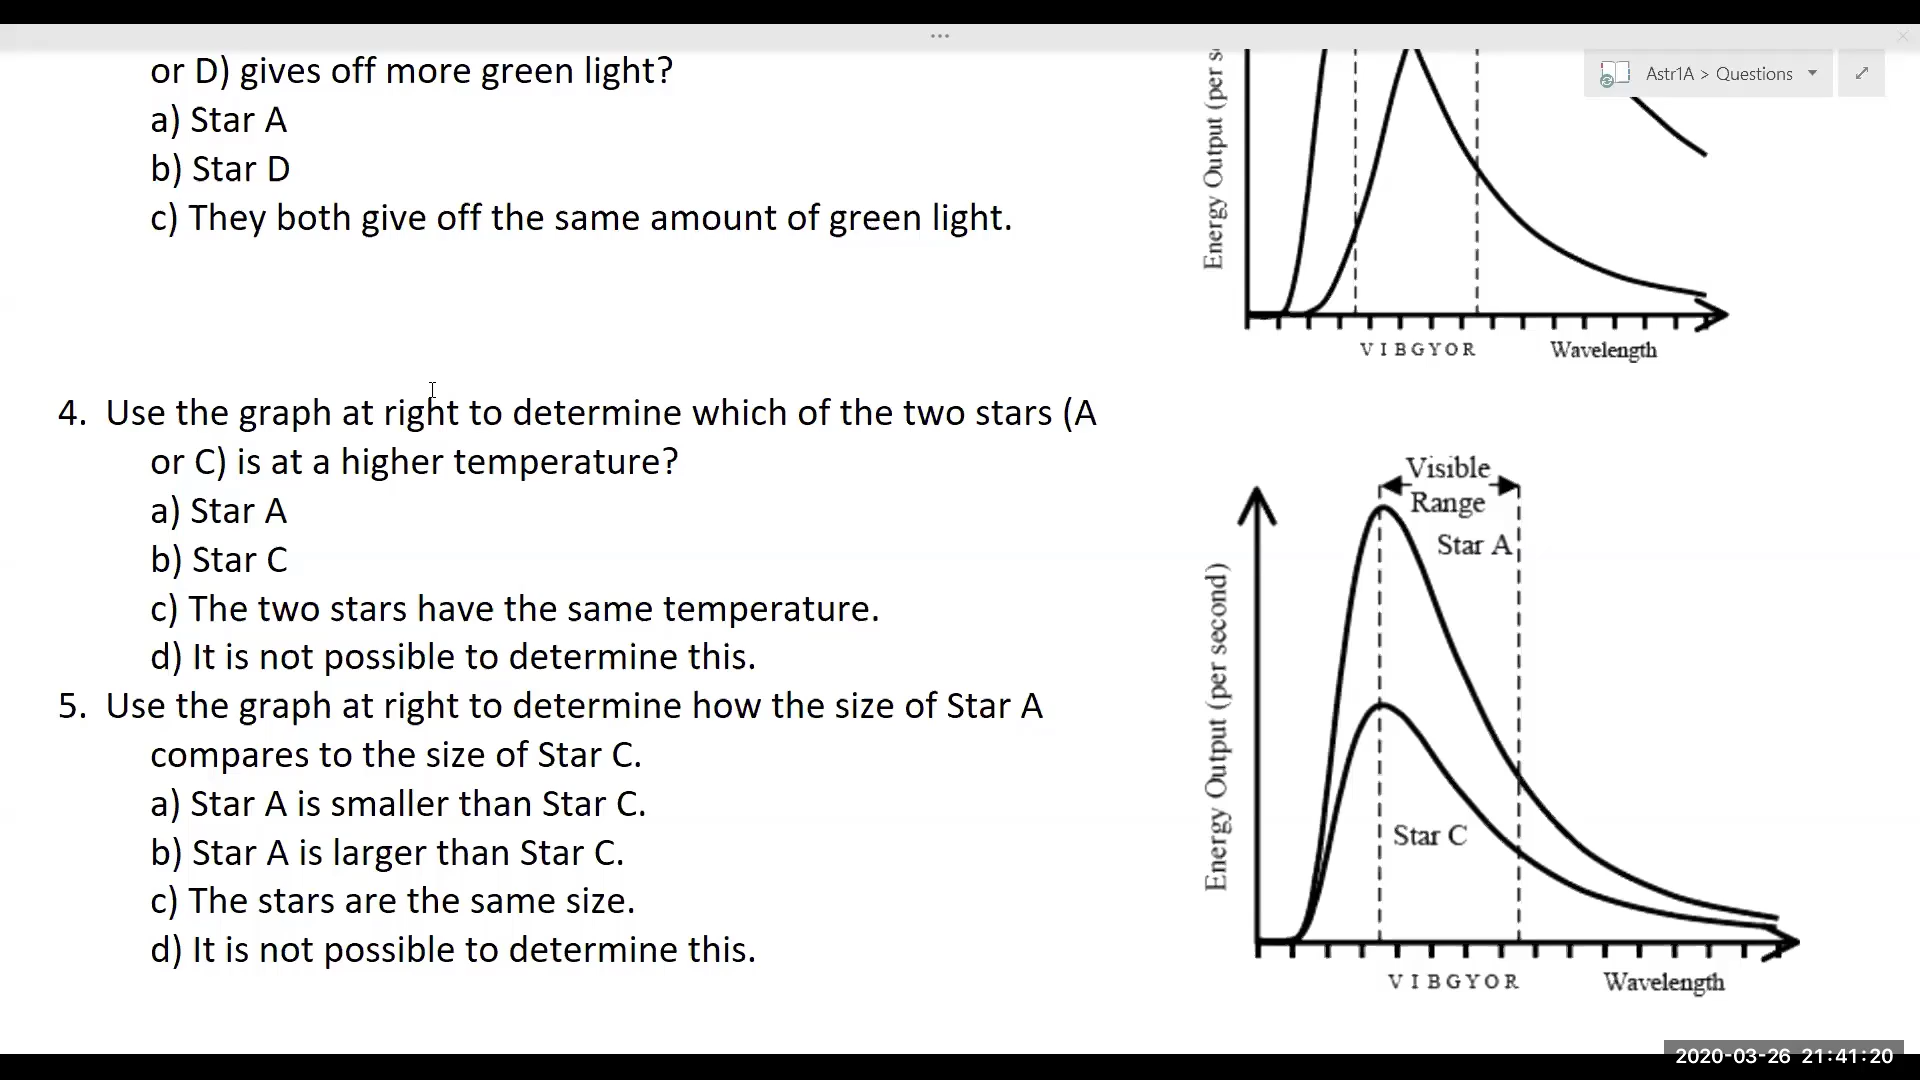 ...
or D) gives off more green light?
a) Star A
b) Star D
c) They both give off the same amount of green light.
Energy Output (per s
Astr1A > Questions
V I B G Y O R
Wavelength
4. Use the graph at right to determine which of the two stars (A
or C) is at a higher temperature?
a) Star A
b) Star C
c) The two stars have the same temperature.
d) It is not possible to determine this.
5. Use the graph at right to determine how the size of Star A
compares to the size of Star C.
a) Star A is smaller than Star C.
b) Star A is larger than Star C.
c) The stars are the same size.
d) It is not possible to determine this.
Visible
Range
Star A
Energy Output (per second)
Star C
V I B G Y O R
Wavelength
2020-03-26 21:41:20